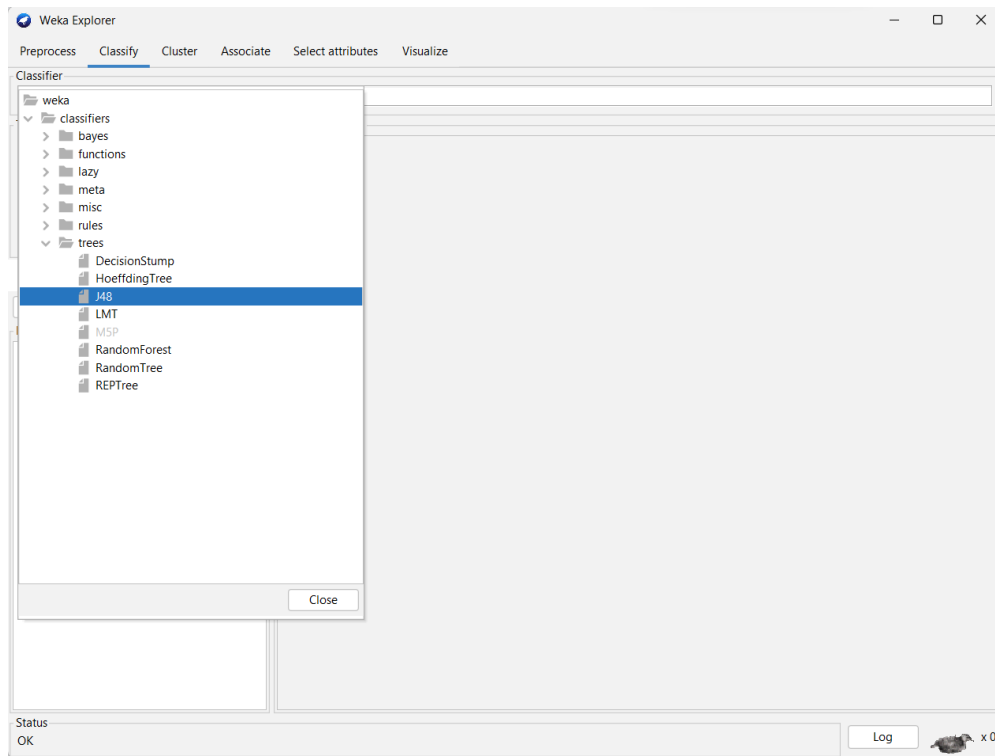 Weka Explorer
Preprocess Classify Cluster Associate Select attributes Visualize
Classifier
weka
classifiers
bayes
functions
lazy
meta
misc
rules
trees
DecisionStump
HoeffdingTree
J48
LMT
M5P
RandomForest
RandomTree
REPTree
Close
Status
OK
Log
x 0